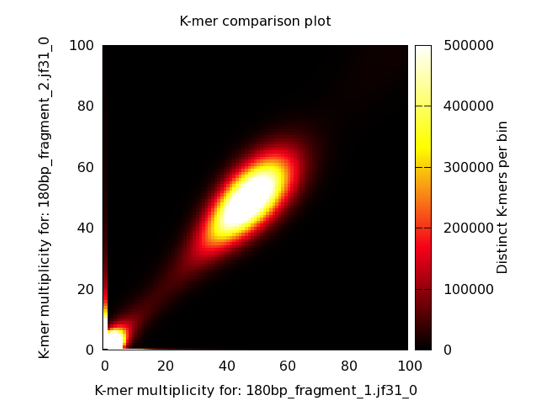 K-mer comparison plot
K-mer multiplicity for: 180bp_fragment_2.jf31_0
100
80
60
40
20
0
0 20 40 60 80 100
K-mer multiplicity for: 180bp_fragment_1.jf31_0
500000
400000
300000
200000
100000
0
Distinct K-mers per bin